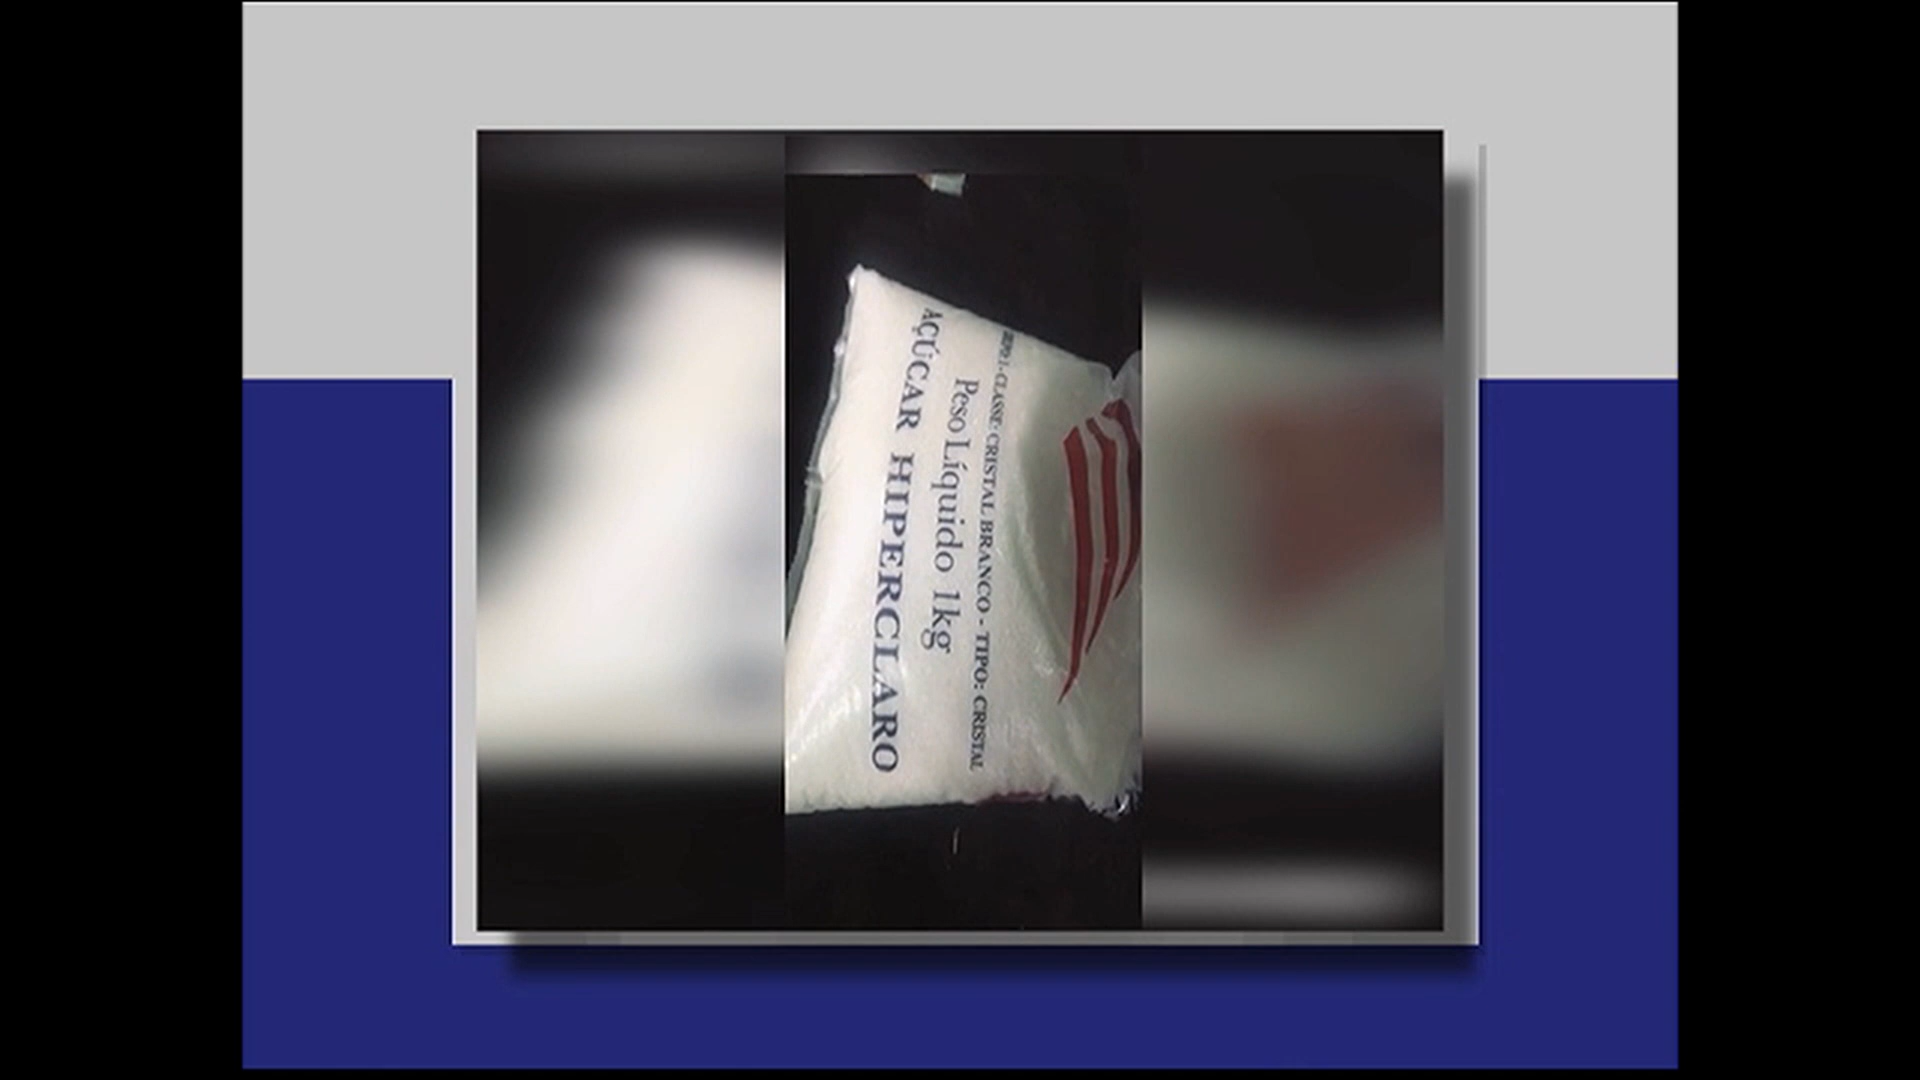 AÇÚCAR HIPERCLARO
Peso Líquido 1kg
CLASSE: CRISTAL BRANCO - TIPO: CRISTAL